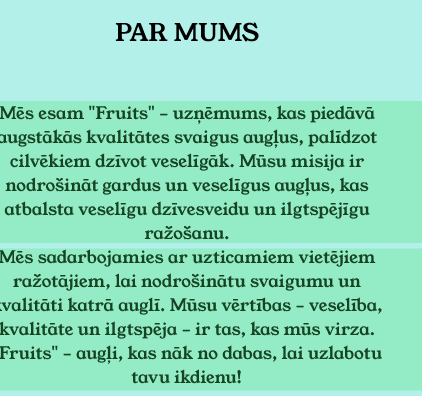 PAR MUMS
Mēs esam "Fruits" - uzņēmums, kas piedāvā
augstākās kvalitātes svaigus augļus, palīdzot
cilvēkiem dzīvot veselīgāk. Mūsu misija ir
nodrošināt gardus un veselīgus augļus, kas
atbalsta veselīgu dzīvesveidu un ilgtspējīgu
ražošanu.
Mēs sadarbojamies ar uzticamiem vietējiem
ražotājiem, lai nodrošinātu svaigumu un
kvalitāti katrā auglī. Mūsu vērtības - veselība,
kvalitāte un ilgtspēja - ir tas, kas mūs virza.
Fruits" - augļi, kas nāk no dabas, lai uzlabotu
tavu ikdienu!